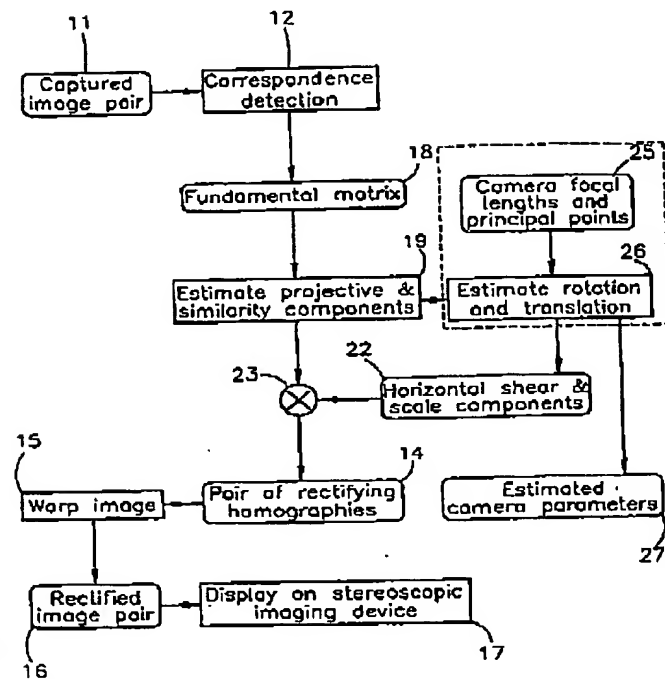 11
12
Captured
image pair
Correspondence
detection
18
25
Fundamental matrix
Camera focal
lengths and
principal points
19
26
Estimate projective &
similarity components
Estimate rotation
and translation
23
22
Horizontal shear &
scale components
15
14
Warp image
Pair of rectifying
homographies
Estimated
camera parameters
27
Rectified
image pair
Display on stereoscopic
imaging device
16
17